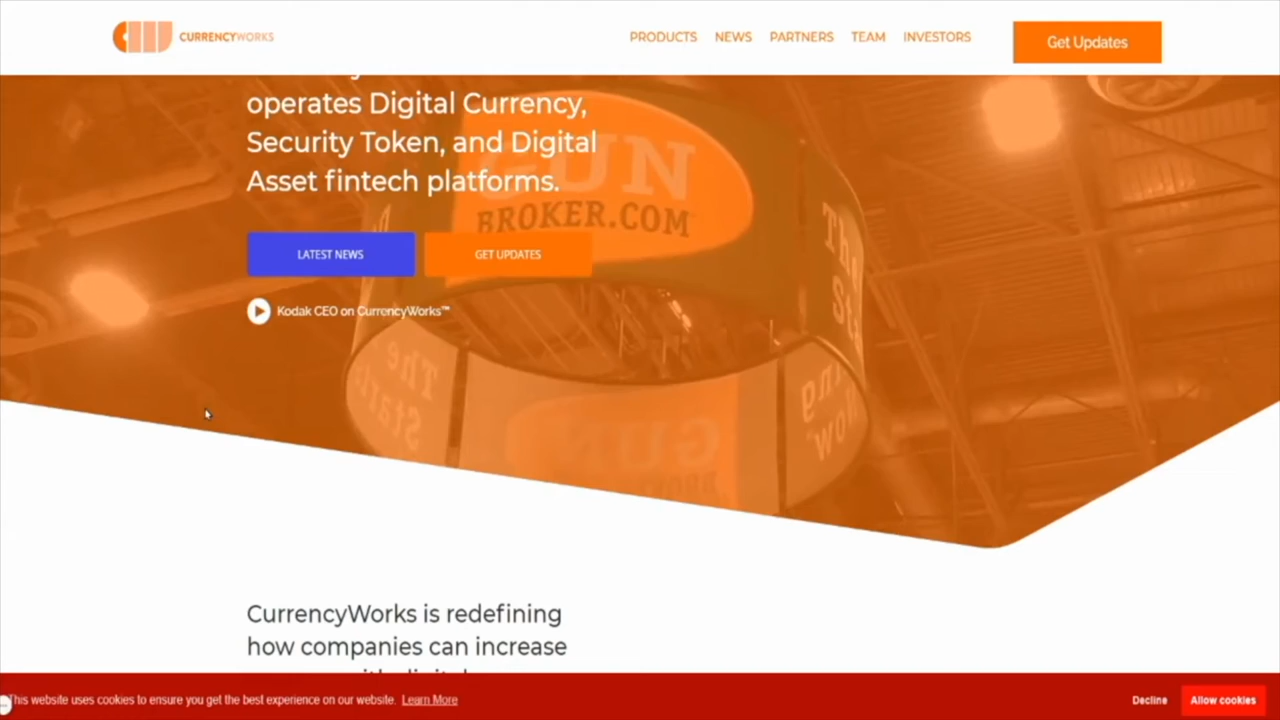 CURRENCYWORKS
PRODUCTS NEWS PARTNERS TEAM INVESTORS
Get Updates
operates Digital Currency,
Security Token, and Digital
Asset fintech platforms.
GUN
BROKER.COM
LATEST NEWS
GET UPDATES
Kodak CEO on CurrencyWorks™
CurrencyWorks is redefining
how companies can increase
This website uses cookies to ensure you get the best experience on our website. Learn More
Decline
Allow cookies